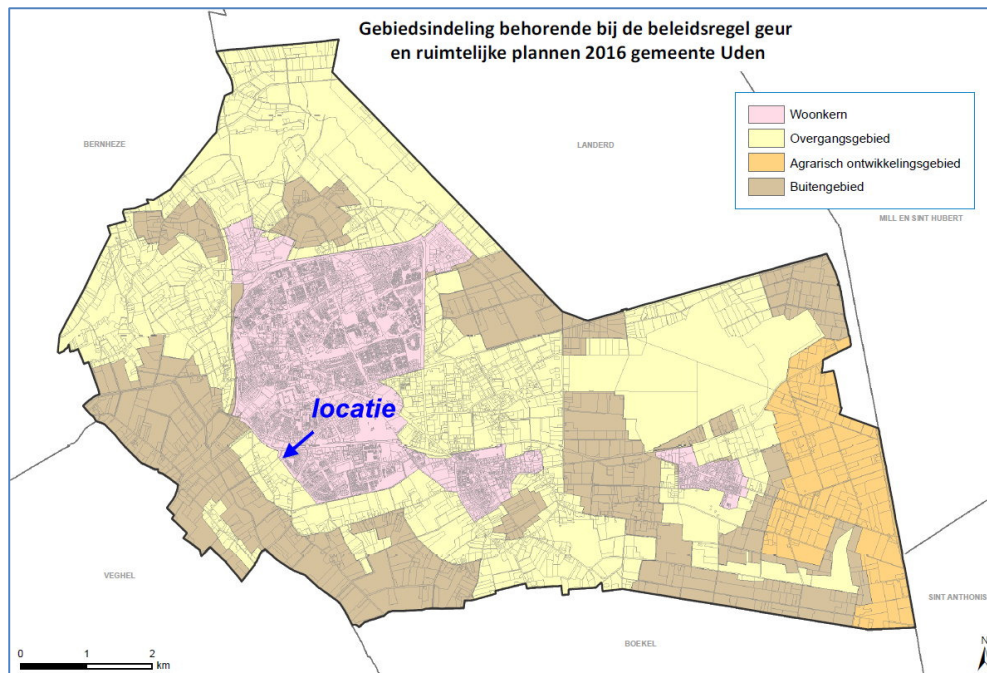 Gebiedsindeling behorende bij de beleidsregel geur
en ruimtelijke plannen 2016 gemeente Uden
Woonkern
Overgangsgebied
Agrarisch ontwikkelingsgebied
Buitengebied
BERNHEZE
LANDERD
MILL EN SINT HUBERT
locatie
VEGHEL
SINT ANTHONIS
BOEKEL
N
0 1 2
km